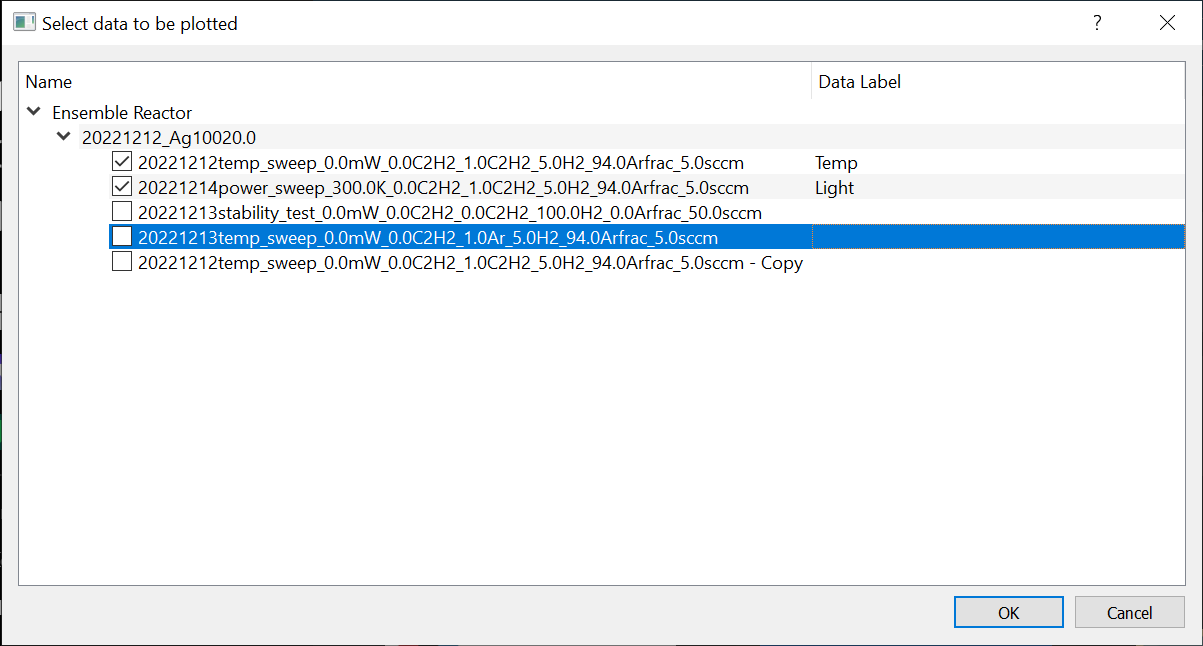 Select data to be plotted ?
Name Data Label
Ensemble Reactor
20221212_Ag10020.0
20221212temp_sweep_0.0mW_0.0C2H2_1.0C2H2_5.0H2_94.0Arfrac_5.0sccm Temp
20221214power_sweep_300.0K_0.0C2H2_1.0C2H2_5.0H2_94.0Arfrac_5.0sccm Light
20221213stability_test_0.0mW_0.0C2H2_0.0C2H2_100.0H2_0.0Arfrac_50.0sccm
20221213temp_sweep_0.0mW_0.0C2H2_1.0Ar_5.0H2_94.0Arfrac_5.0sccm
20221212temp_sweep_0.0mW_0.0C2H2_1.0C2H2_5.0H2_94.0Arfrac_5.0sccm - Copy
OK Cancel